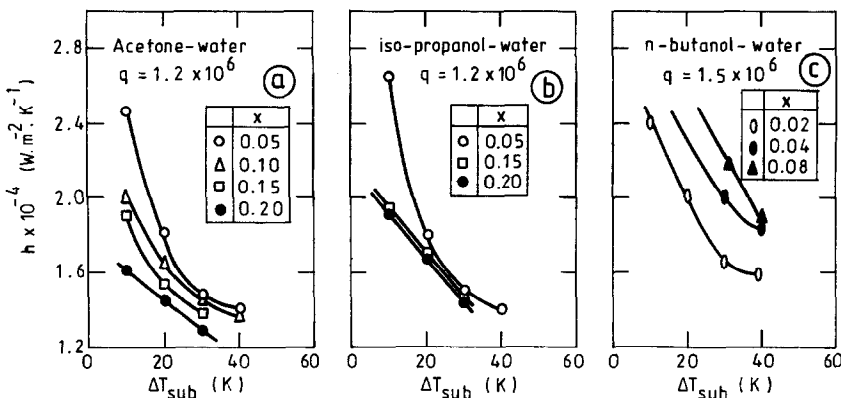 h × 10⁻⁴ (W.m⁻².K⁻¹)
2.8
2.4
2.0
1.6
1.2
Acetone-water
q = 1.2 × 10⁶
a
x
0.05
0.10
0.15
0.20
0 20 40 60
ΔTsub (K)
iso-propanol-water
q = 1.2 × 10⁶
b
x
0.05
0.15
0.20
0 20 40 60
ΔTsub (K)
n-butanol-water
q = 1.5 × 10⁶
c
x
0.02
0.04
0.08
0 20 40 60
ΔTsub (K)